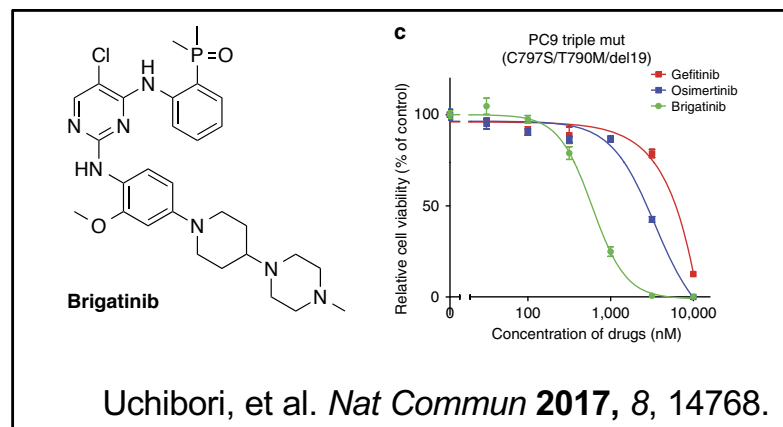 Cl
P=O
NH
N
N
HN
O
N
N
N
Brigatinib
c
PC9 triple mut
(C797S/T790M/del19)
Gefitinib
Osimertinib
Brigatinib
Relative cell viability (% of control)
100
50
0
0
100
1,000
10,000
Concentration of drugs (nM)
Uchibori, et al. Nat Commun 2017, 8, 14768.